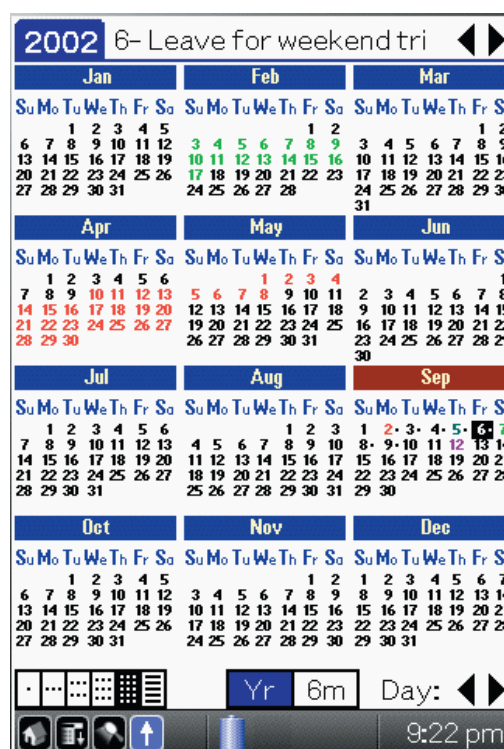 2002 6- Leave for weekend tri
Jan
Su Mo Tu We Th Fr Sa
1 2 3 4 5
6 7 8 9 10 11 12
13 14 15 16 17 18 19
20 21 22 23 24 25 26
27 28 29 30 31
Feb
Su Mo Tu We Th Fr Sa
1 2
3 4 5 6 7 8 9
10 11 12 13 14 15 16
17 18 19 20 21 22 23
24 25 26 27 28
Mar
Su Mo Tu We Th Fr S
1 2
3 4 5 6 7 8 9
10 11 12 13 14 15
17 18 19 20 21 22
24 25 26 27 28 29
31
Apr
Su Mo Tu We Th Fr Sa
1 2 3 4 5 6
7 8 9 10 11 12 13
14 15 16 17 18 19 20
21 22 23 24 25 26 27
28 29 30
May
Su Mo Tu We Th Fr Sa
1 2 3 4
5 6 7 8 9 10 11
12 13 14 15 16 17 18
19 20 21 22 23 24 25
26 27 28 29 30 31
Jun
Su Mo Tu We Th Fr S
1
2 3 4 5 6 7 8
9 10 11 12 13 14
16 17 18 19 20 21
23 24 25 26 27 28
30
Jul
Su Mo Tu We Th Fr Sa
1 2 3 4 5 6
7 8 9 10 11 12 13
14 15 16 17 18 19 20
21 22 23 24 25 26 27
28 29 30 31
Aug
Su Mo Tu We Th Fr Sa
1 2 3
4 5 6 7 8 9 10
11 12 13 14 15 16 17
18 19 20 21 22 23 24
25 26 27 28 29 30 31
Sep
Su Mo Tu We Th Fr S
1 2· 3· 4· 5· 6· 7
8· 9· 10 11 12 13
15 16 17 18 19 20
22 23 24 25 26 27
29 30
Oct
Su Mo Tu We Th Fr Sa
1 2 3 4 5
6 7 8 9 10 11 12
13 14 15 16 17 18 19
20 21 22 23 24 25 26
27 28 29 30 31
Nov
Su Mo Tu We Th Fr Sa
1 2
3 4 5 6 7 8 9
10 11 12 13 14 15 16
17 18 19 20 21 22 23
24 25 26 27 28 29 30
Dec
Su Mo Tu We Th Fr S
1 2 3 4 5 6 7
8 9 10 11 12 13
15 16 17 18 19 20
22 23 24 25 26 27
29 30 31
Yr 6m Day:
9:22 pm